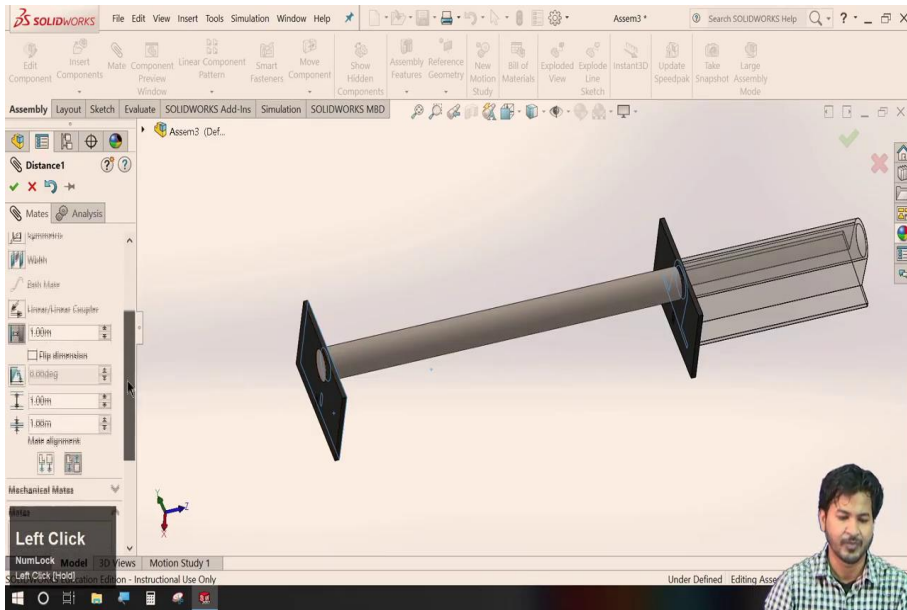 SOLIDWORKS File Edit View Insert Tools Simulation Window Help Assem3 * Search SOLIDWORKS Help
Edit Component Insert Components Mate Component Preview Window Linear Component Pattern Smart Fasteners Move Component Show Hidden Components Assembly Features Reference Geometry New Motion Study Bill of Materials Exploded View Explode Line Sketch Instant3D Update Speedpak Take Snapshot Large Assembly Mode
Assembly Layout Sketch Evaluate SOLIDWORKS Add-Ins Simulation SOLIDWORKS MBD
Assem3 (Def...
Distance1
Mates Analysis
Symmetric
Width
Path Mate
Linear/Linear Coupler
1.00m
Flip dimension
0.00deg
1.00m
1.00m
Mate alignment:
Mechanical Mates
Mates
Left Click
NumLock
Left Click [Hold]
Model 3D Views Motion Study 1
Edition - Instructional Use Only Under Defined Editing Asse